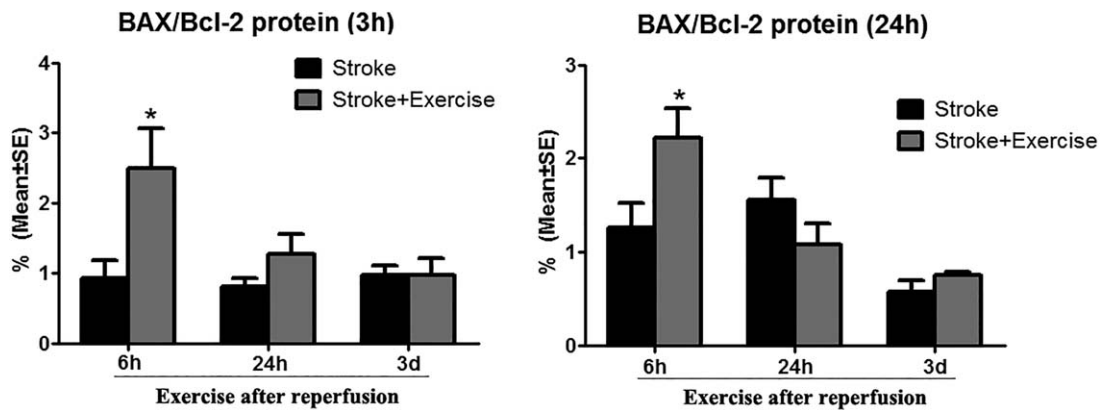 BAX/Bcl-2 protein (3h)
4
3
2
1
0
% (Mean±SE)
Stroke
Stroke+Exercise
*
6h 24h 3d
Exercise after reperfusion
BAX/Bcl-2 protein (24h)
3
2
1
0
% (Mean±SE)
Stroke
Stroke+Exercise
*
6h 24h 3d
Exercise after reperfusion